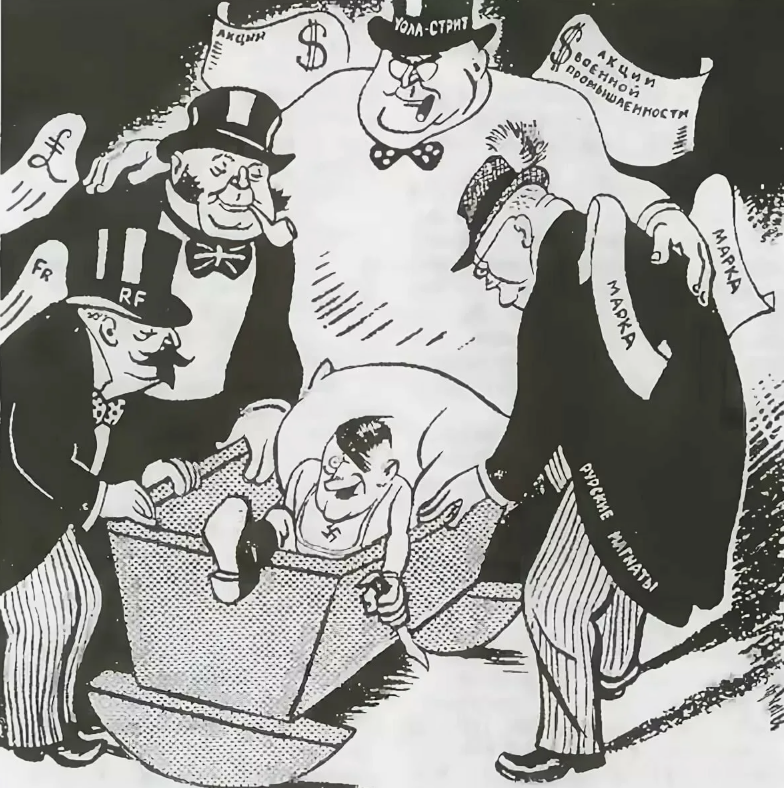 УОЛЛ-СТРИТ
АКЦИИ $
$ АКЦИИ
ВОЕННОЙ
ПРОМЫШЛЕННОСТИ
£
FR
RF
МАРКА
МАРКА
РУРСКИЕ МАГНАТЫ